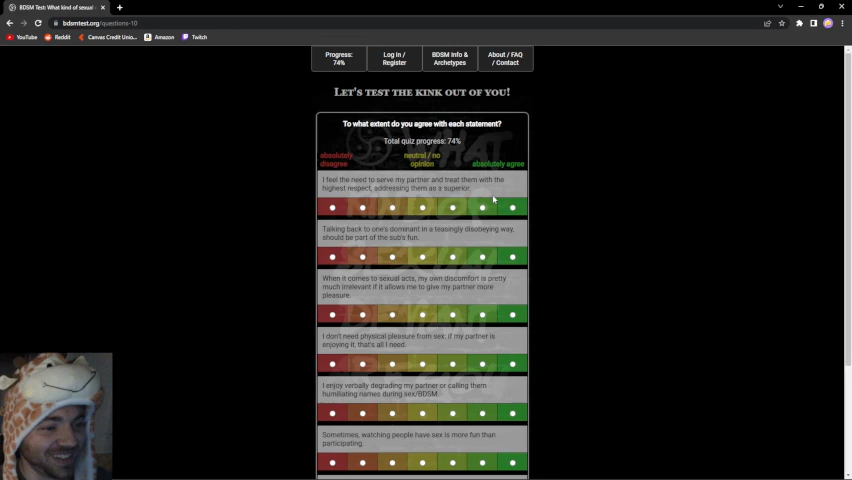 BDSM Test: What kind of sexual
bdsmtest.org/questions-10
YouTube Reddit Canvas Credit Unio... Amazon Twitch
Progress: 74%
Log In / Register
BDSM Info & Archetypes
About / FAQ / Contact
Let's test the kink out of you!
To what extent do you agree with each statement?
Total quiz progress: 74%
absolutely disagree
neutral / no opinion
absolutely agree
I feel the need to serve my partner and treat them with the
highest respect, addressing them as a superior.
Talking back to one's dominant in a teasingly disobeying way,
should be part of the sub's fun.
When it comes to sexual acts, my own discomfort is pretty
much irrelevant if it allows me to give my partner more
pleasure.
I don't need physical pleasure from sex; if my partner is
enjoying it, that's all I need.
I enjoy verbally degrading my partner or calling them
humiliating names during sex/BDSM.
Sometimes, watching people have sex is more fun than
participating.